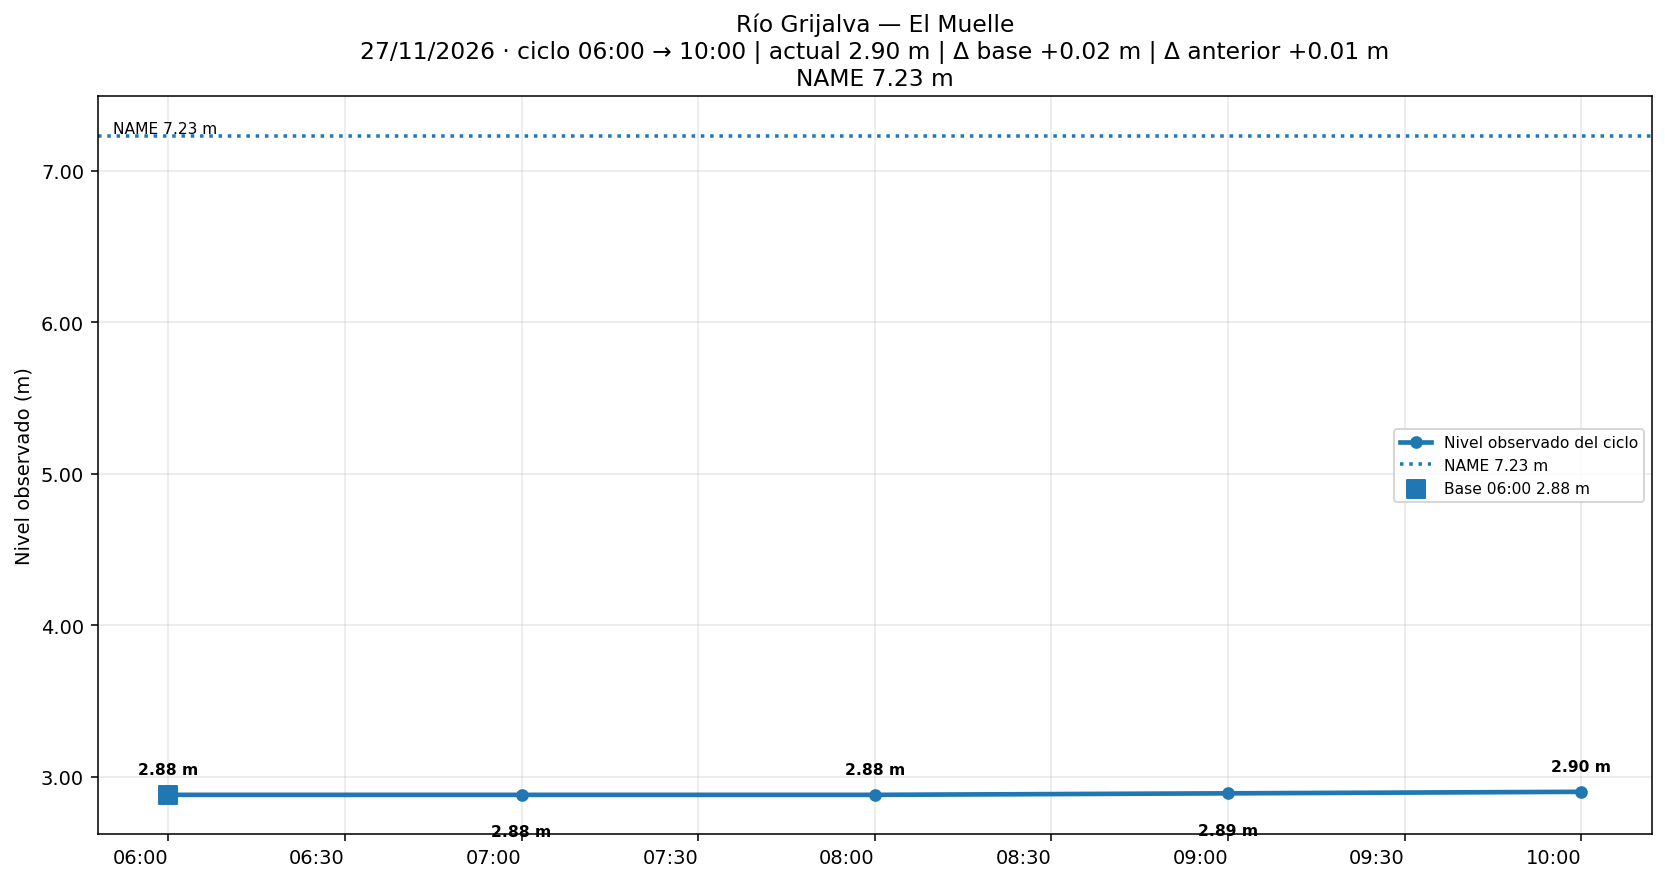 Río Grijalva — El Muelle
27/11/2026 · ciclo 06:00 → 10:00 | actual 2.90 m | Δ base +0.02 m | Δ anterior +0.01 m
NAME 7.23 m
NAME 7.23 m
7.00
6.00
5.00
4.00
3.00
Nivel observado (m)
Nivel observado del ciclo
NAME 7.23 m
Base 06:00 2.88 m
2.88 m
2.88 m
2.88 m
2.89 m
2.90 m
06:00
06:30
07:00
07:30
08:00
08:30
09:00
09:30
10:00